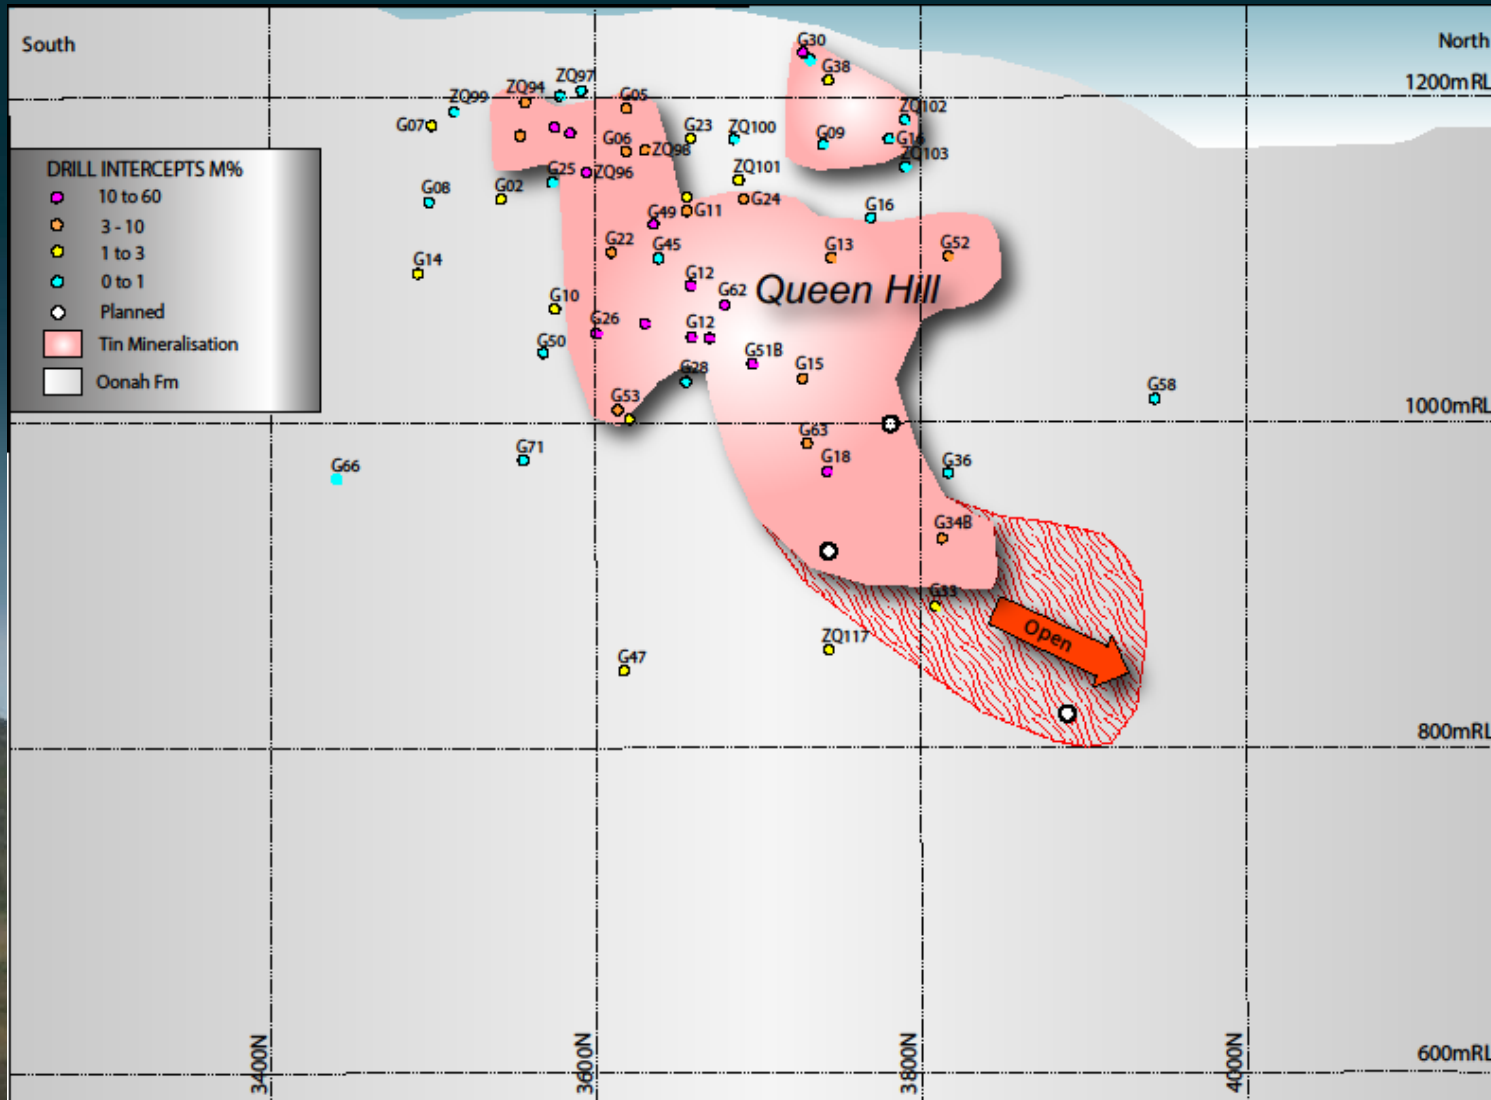 South
North
G30
G38
1200mRL
ZQ97
ZQ94
ZQ99
G05
ZQ102
G07
G23
ZQ100
G09
G16
G06
ZQ98
ZQ103
DRILL INTERCEPTS M%
10 to 60
3 - 10
1 to 3
0 to 1
Planned
Tin Mineralisation
Oonah Fm
G25
ZQ96
ZQ101
G08
G02
G24
G11
G49
G16
G22
G45
G13
G52
G14
G12
Queen Hill
G62
G10
G26
G12
G50
G51B
G15
G28
G58
G53
1000mRL
G63
G71
G66
G18
G36
G34B
G33
Open
ZQ117
G47
800mRL
3400N
3600N
3800N
4000N
600mRL